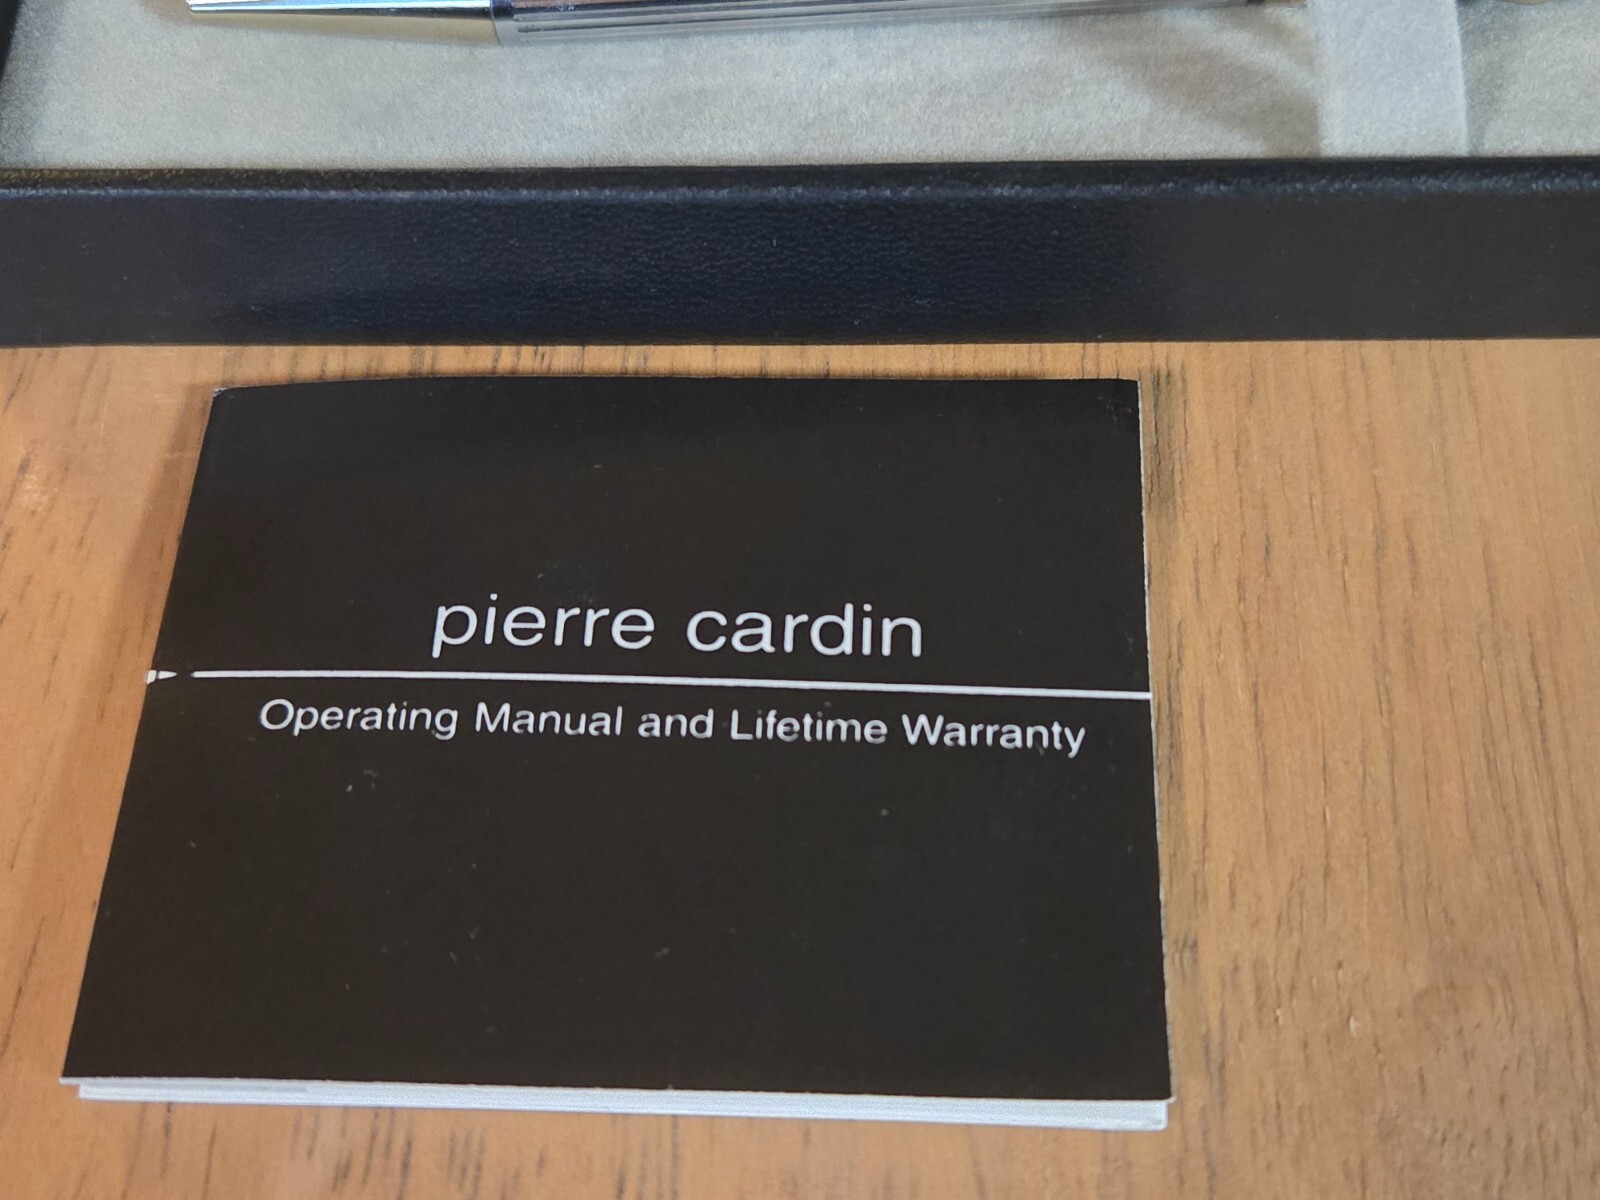 pierre cardin
Operating Manual and Lifetime Warranty